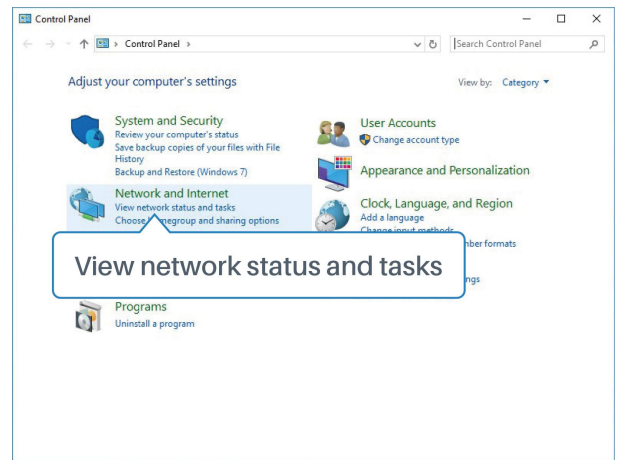 Control Panel
Control Panel
Search Control Panel
Adjust your computer's settings
View by: Category
System and Security
Review your computer's status
Save backup copies of your files with File
History
Backup and Restore (Windows 7)
Network and Internet
View network status and tasks
Choose and sharing options
View network status and tasks
Programs
Uninstall a program
User Accounts
Change account type
Appearance and Personalization
Clock, Language, and Region
Add a language
Change input methods
formats